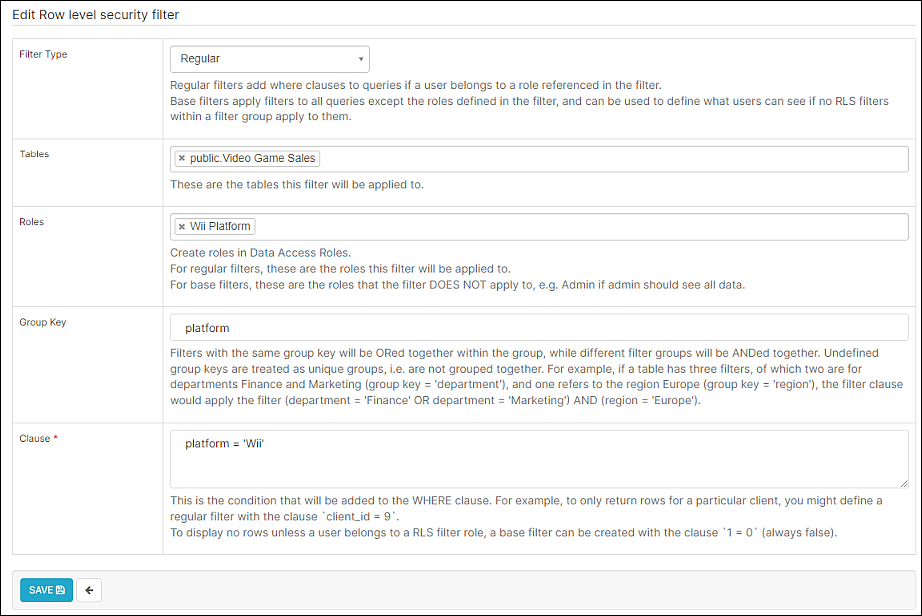 Edit Row level security filter
Filter Type
Regular
Regular filters add where clauses to queries if a user belongs to a role referenced in the filter.
Base filters apply filters to all queries except the roles defined in the filter, and can be used to define what users can see if no RLS filters
within a filter group apply to them.
Tables
× public.Video Game Sales
These are the tables this filter will be applied to.
Roles
× Wii Platform
Create roles in Data Access Roles.
For regular filters, these are the roles this filter will be applied to.
For base filters, these are the roles that the filter DOES NOT apply to, e.g. Admin if admin should see all data.
Group Key
platform
Filters with the same group key will be ORed together within the group, while different filter groups will be ANDed together. Undefined
group keys are treated as unique groups, i.e. are not grouped together. For example, if a table has three filters, of which two are for
departments Finance and Marketing (group key = 'department'), and one refers to the region Europe (group key = 'region'), the filter clause
would apply the filter (department = 'Finance' OR department = 'Marketing') AND (region = 'Europe').
Clause *
platform = 'Wii'
This is the condition that will be added to the WHERE clause. For example, to only return rows for a particular client, you might define a
regular filter with the clause `client_id = 9`.
To display no rows unless a user belongs to a RLS filter role, a base filter can be created with the clause `1 = 0` (always false).
SAVE